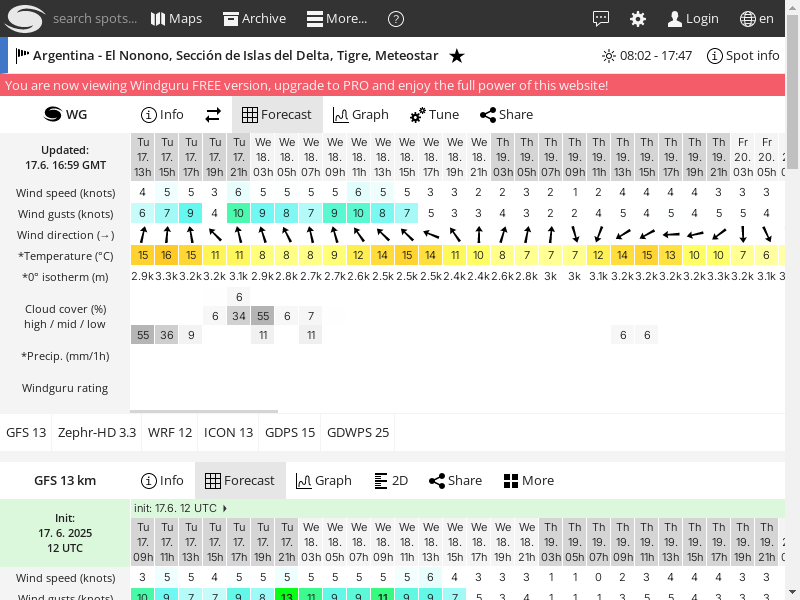 search spots... Maps Archive More... Login en
Argentina - El Nonono, Sección de Islas del Delta, Tigre, Meteostar 08:02 - 17:47 Spot info
You are now viewing Windguru FREE version, upgrade to PRO and enjoy the full power of this website!
WG Info Forecast Graph Tune Share
Updated:
17.6. 16:59 GMT
Tu Tu Tu Tu Tu We We We We We We We We We We Th Th Th Th Th Th Th Th Th Th Fr Fr
17. 17. 17. 17. 17. 18. 18. 18. 18. 18. 18. 18. 18. 18. 18. 19. 19. 19. 19. 19. 19. 19. 19. 19. 19. 20. 20.
13h 15h 17h 19h 21h 03h 05h 07h 09h 11h 13h 15h 17h 19h 21h 03h 05h 07h 09h 11h 13h 15h 17h 19h 21h 03h 05h
Wind speed (knots) 4 5 5 3 6 5 5 5 5 6 5 5 3 3 2 2 3 2 1 2 4 4 4 4 3 3 3
Wind gusts (knots) 6 7 9 4 10 9 8 7 9 10 8 7 5 3 3 4 3 2 2 4 5 4 5 4 5 5 4
Wind direction (→)
*Temperature (°C) 15 16 15 11 11 8 8 8 9 12 14 15 14 11 10 8 7 7 7 12 14 15 13 10 10 7 6
*0° isotherm (m) 2.9k 3.3k 3.2k 3.2k 3.1k 2.9k 2.8k 2.7k 2.7k 2.6k 2.5k 2.5k 2.5k 2.4k 2.4k 2.6k 2.8k 3k 3k 3.1k 3.2k 3.2k 3.2k 3.2k 3.3k 3.2k 3.1k
Cloud cover (%)
high / mid / low
6
6 34 55 6 7
55 36 9 11 11 6 6
*Precip. (mm/1h)
Windguru rating
GFS 13 Zephr-HD 3.3 WRF 12 ICON 13 GDPS 15 GDWPS 25
GFS 13 km Info Forecast Graph 2D Share More
Init:
17. 6. 2025
12 UTC
init: 17.6. 12 UTC
Tu Tu Tu Tu Tu Tu Tu We We We We We We We We We We Th Th Th Th Th Th Th Th Th Th
17. 17. 17. 17. 17. 17. 17. 18. 18. 18. 18. 18. 18. 18. 18. 18. 18. 19. 19. 19. 19. 19. 19. 19. 19. 19. 19.
09h 11h 13h 15h 17h 19h 21h 03h 05h 07h 09h 11h 13h 15h 17h 19h 21h 03h 05h 07h 09h 11h 13h 15h 17h 19h 21h
Wind speed (knots) 3 5 5 4 5 5 5 5 5 5 5 5 6 4 3 3 3 1 1 0 2 3 4 4 4 3 3
Wind gusts (knots) 10 9 7 7 9 8 13 11 9 9 11 9 9 7 5 3 4 1 1 1 3 5 5 4 4 3 3